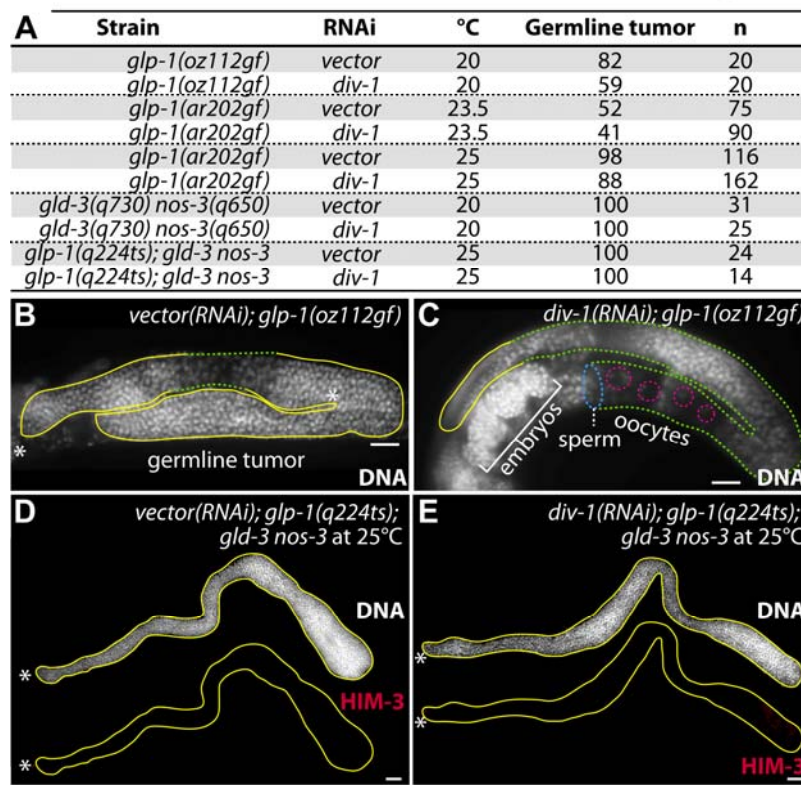 A Strain RNAi °C Germline tumor n
glp-1(oz112gf) vector 20 82 20
glp-1(oz112gf) div-1 20 59 20
glp-1(ar202gf) vector 23.5 52 75
glp-1(ar202gf) div-1 23.5 41 90
glp-1(ar202gf) vector 25 98 116
glp-1(ar202gf) div-1 25 88 162
gld-3(q730) nos-3(q650) vector 20 100 31
gld-3(q730) nos-3(q650) div-1 20 100 25
glp-1(q224ts); gld-3 nos-3 vector 25 100 24
glp-1(q224ts); gld-3 nos-3 div-1 25 100 14
B vector(RNAi); glp-1(oz112gf)
*
*
germline tumor
DNA
C div-1(RNAi); glp-1(oz112gf)
embryos
sperm
oocytes
DNA
D vector(RNAi); glp-1(q224ts);
gld-3 nos-3 at 25°C
DNA
*
HIM-3
*
E div-1(RNAi); glp-1(q224ts);
gld-3 nos-3 at 25°C
DNA
*
*
HIM-3